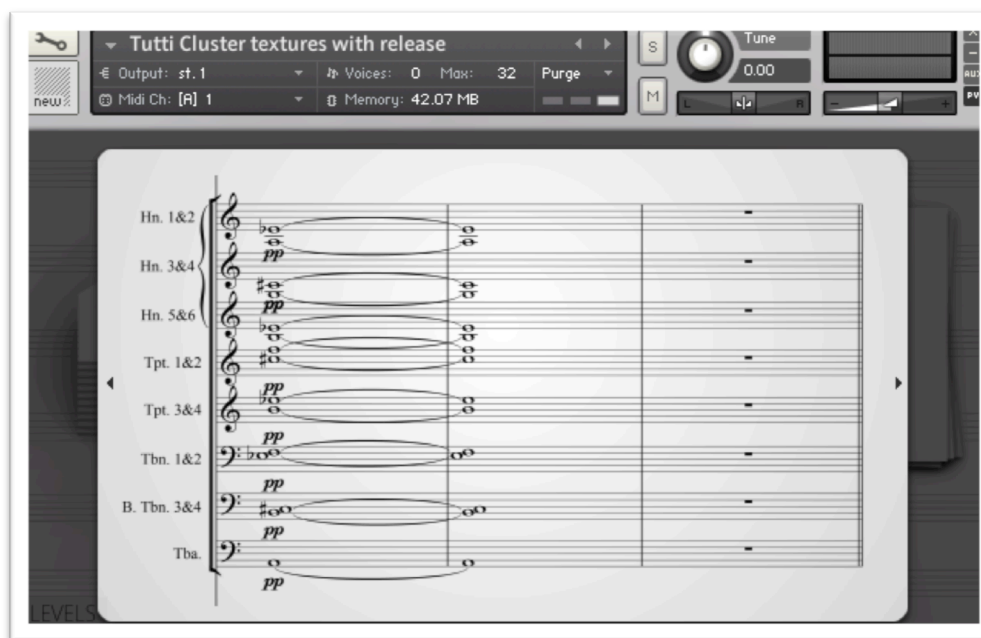 Tutti Cluster textures with release
Output: st. 1 Voices: 0 Max: 32 Purge
Midi Ch: [A] 1 Memory: 42.07 MB
new
S
M
Tune
0.00
L R
- +
AUX
PV
Hn. 1&2
pp
Hn. 3&4
pp
Hn. 5&6
Tpt. 1&2
pp
Tpt. 3&4
pp
Tbn. 1&2
pp
B. Tbn. 3&4
pp
Tba.
pp
LEVELS